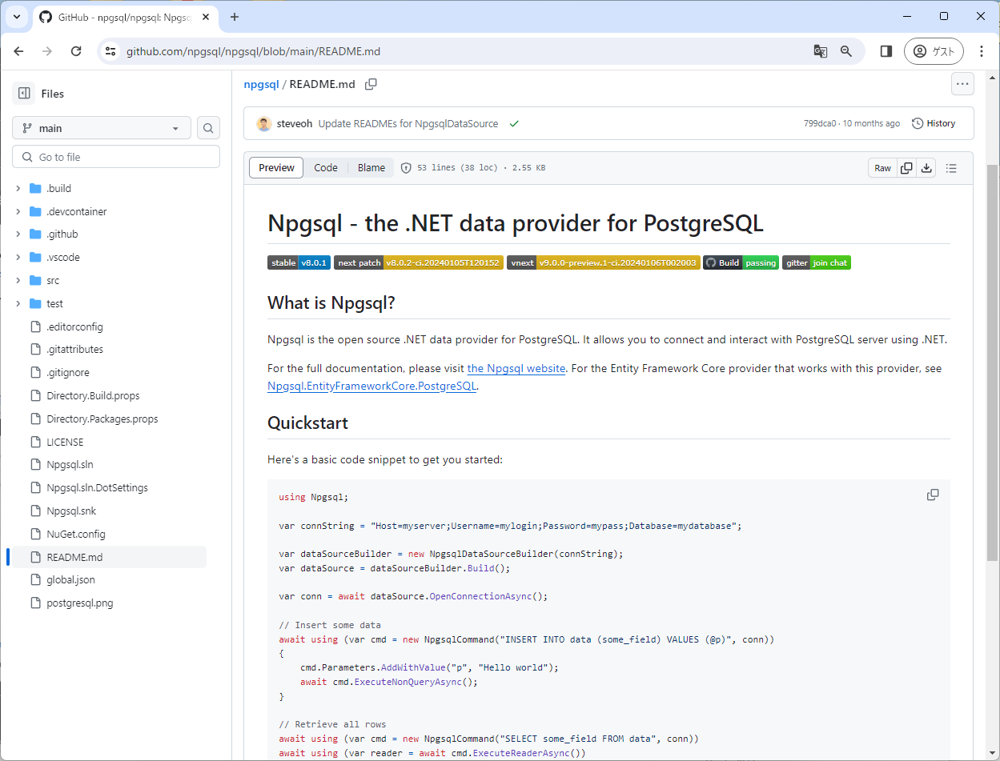 GitHub - npgsql/npgsql: Npgsq
github.com/npgsql/npgsql/blob/main/README.md
ゲスト
Files
main
Go to file
.build
.devcontainer
.github
.vscode
src
test
.editorconfig
.gitattributes
.gitignore
Directory.Build.props
Directory.Packages.props
LICENSE
Npgsql.sln
Npgsql.sln.DotSettings
Npgsql.snk
NuGet.config
README.md
global.json
postgresql.png
npgsql / README.md
steveoh Update READMEs for NpgsqlDataSource
799dca0 · 10 months ago History
Preview Code Blame 53 lines (38 loc) · 2.55 KB Raw
Npgsql - the .NET data provider for PostgreSQL
stable v8.0.1 next patch v8.0.2-ci.20240105T120152 vnext v9.0.0-preview.1-ci.20240106T002003 Build passing gitter join chat
What is Npgsql?
Npgsql is the open source .NET data provider for PostgreSQL. It allows you to connect and interact with PostgreSQL server using .NET.
For the full documentation, please visit the Npgsql website. For the Entity Framework Core provider that works with this provider, see
Npgsql.EntityFrameworkCore.PostgreSQL.
Quickstart
Here's a basic code snippet to get you started:
using Npgsql;
var connString = "Host=myserver;Username=mylogin;Password=mypass;Database=mydatabase";
var dataSourceBuilder = new NpgsqlDataSourceBuilder(connString);
var dataSource = dataSourceBuilder.Build();
var conn = await dataSource.OpenConnectionAsync();
// Insert some data
await using (var cmd = new NpgsqlCommand("INSERT INTO data (some_field) VALUES (@p)", conn))
{
cmd.Parameters.AddWithValue("p", "Hello world");
await cmd.ExecuteNonQueryAsync();
}
// Retrieve all rows
await using (var cmd = new NpgsqlCommand("SELECT some_field FROM data", conn))
await using (var reader = await cmd.ExecuteReaderAsync())